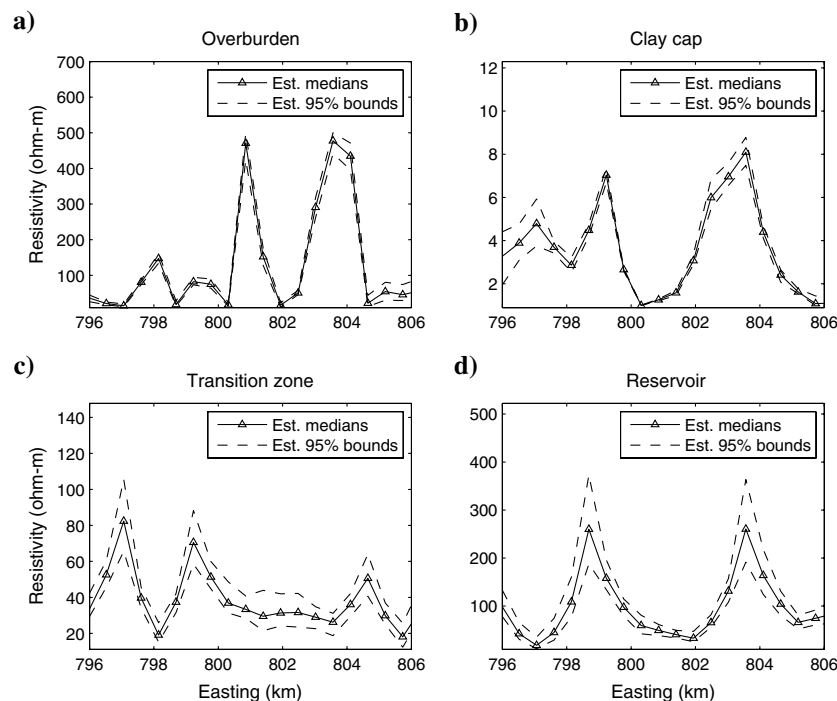 a)
Overburden
700
600
500
400
300
200
100
Resistivity (ohm-m)
Est. medians
Est. 95% bounds
796 798 800 802 804 806
b)
Clay cap
12
10
8
6
4
2
Est. medians
Est. 95% bounds
796 798 800 802 804 806
c)
Transition zone
140
120
100
80
60
40
20
Resistivity (ohm-m)
Est. medians
Est. 95% bounds
796 798 800 802 804 806
Easting (km)
d)
Reservoir
500
400
300
200
100
Est. medians
Est. 95% bounds
796 798 800 802 804 806
Easting (km)